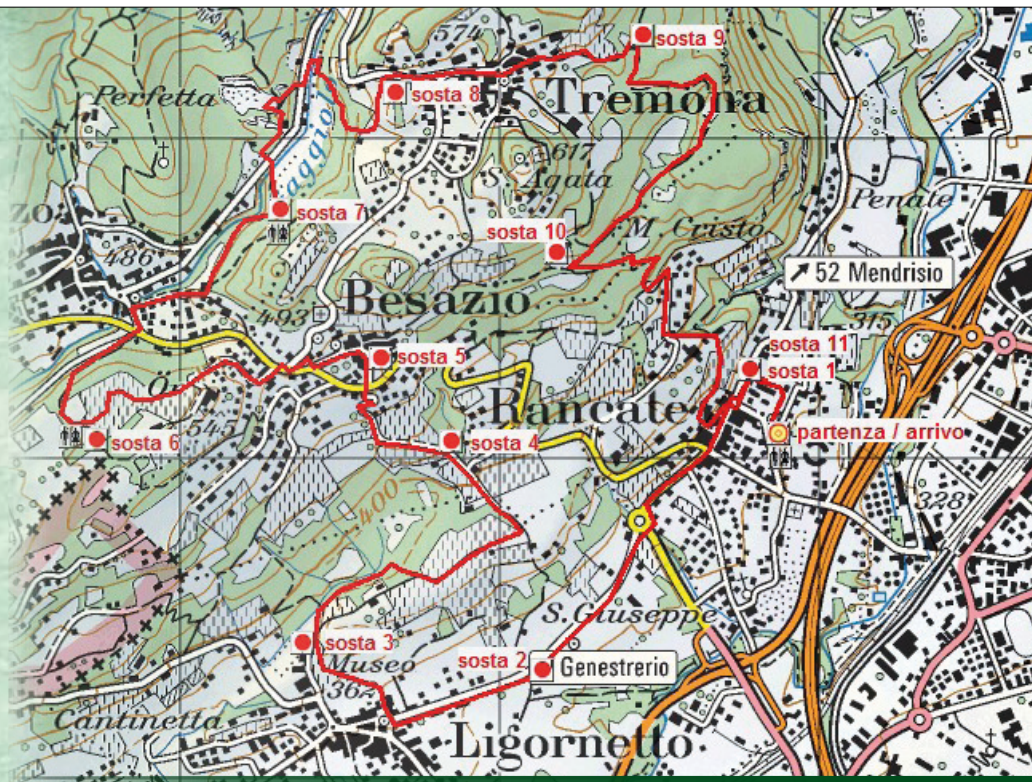 574
sosta 9
Perfetta
sosta 8
Tremona
617
S. Agata
sosta 7
Penate
sosta 10
M. Cristo
486
52 Mendrisio
Besazio
493
315
sosta 11
sosta 5
sosta 1
Rancate
partenza / arrivo
sosta 6
545
sosta 4
400
328
S. Giuseppe
sosta 3
Museo
sosta 2
Genestrerio
362
Cantinetta
Ligornetto